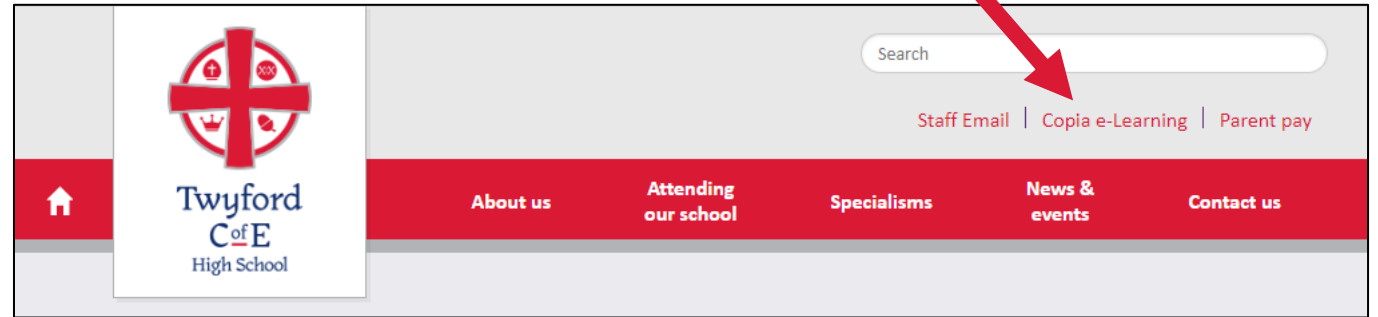 Search
Staff Email | Copia e-Learning | Parent pay
Twyford
CofE
High School
About us
Attending
our school
Specialisms
News &
events
Contact us